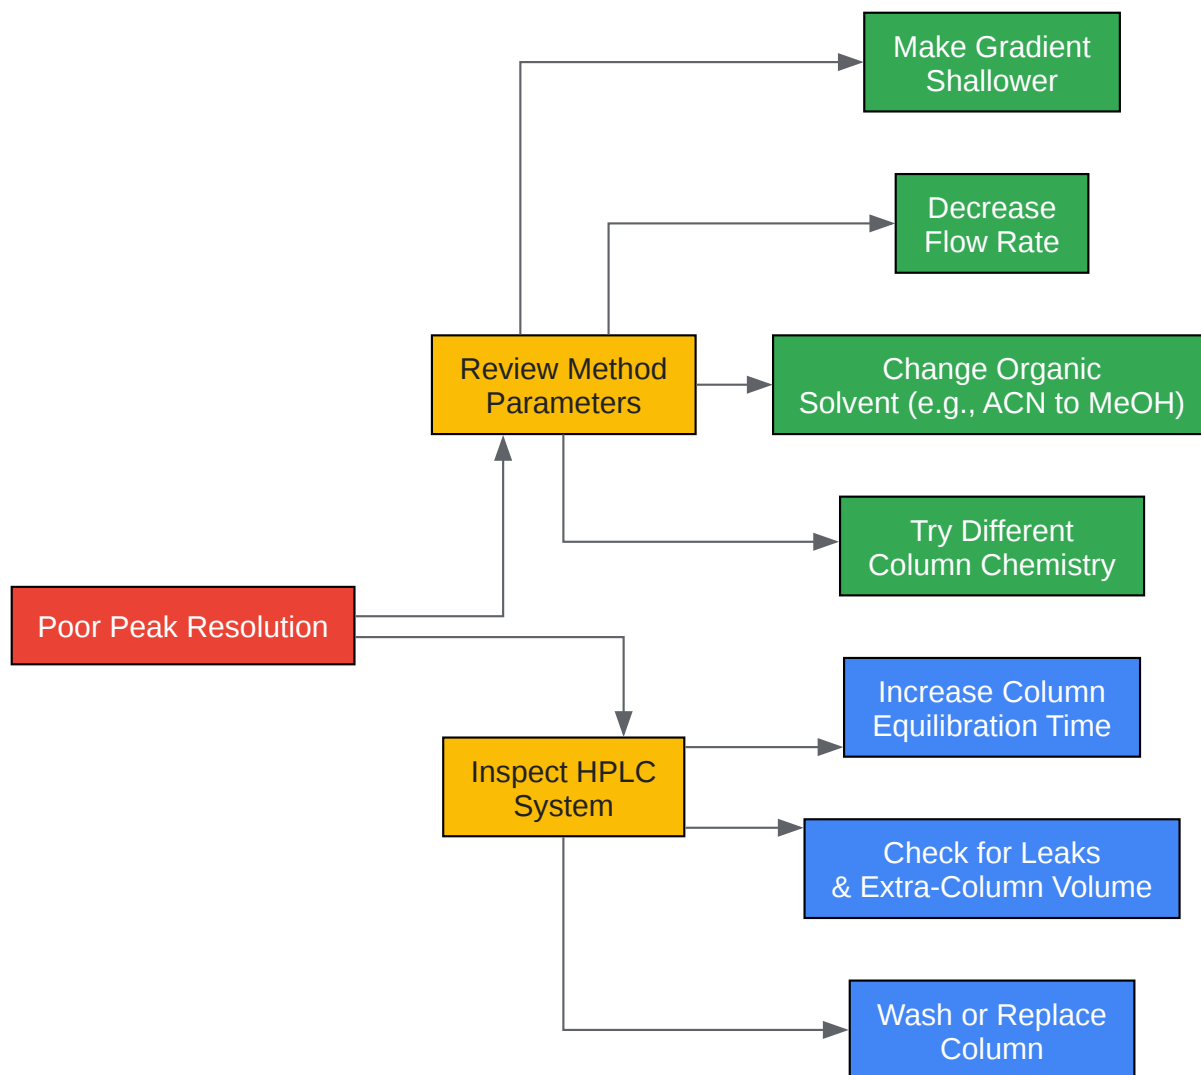 Make Gradient
Shallower
Decrease
Flow Rate
Review Method
Parameters
Change Organic
Solvent (e.g., ACN to MeOH)
Try Different
Column Chemistry
Poor Peak Resolution
Increase Column
Equilibration Time
Inspect HPLC
System
Check for Leaks
& Extra-Column Volume
Wash or Replace
Column